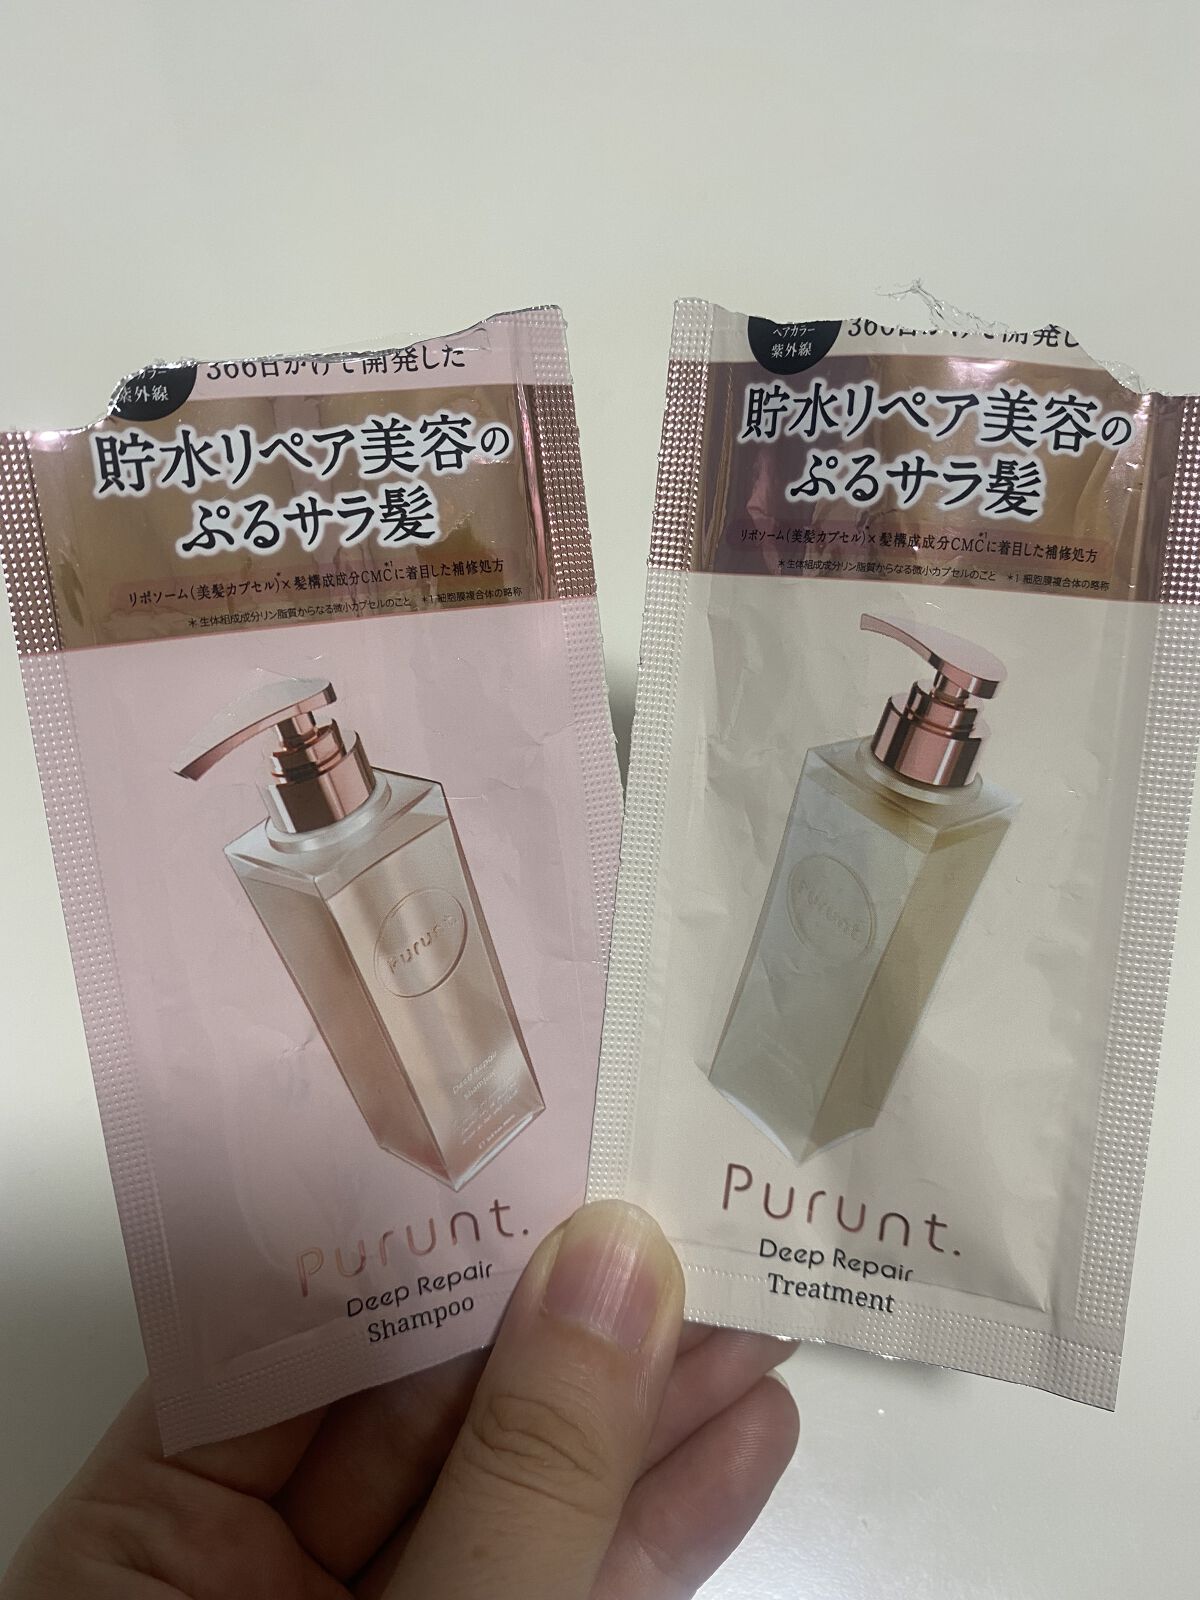 紫外線
366日かけて開発した
貯水リペア美容の
ぷるサラ髪
リポソーム(美髪カプセル)*×髪構成成分CMC*1に着目した補修処方
*生体組成成分リン脂質からなる微小カプセルのこと *1 細胞膜複合体の略称
Purunt
Deep Repair
Shampoo
Purunt.
Deep Repair
Shampoo
ヘアカラー
紫外線
366日かけて開発し
貯水リペア美容の
ぷるサラ髪
リポソーム(美髪カプセル)*×髪構成成分CMC*1に着目した補修処方
*生体組成成分リン脂質からなる微小カプセルのこと *1 細胞膜複合体の略称
Purunt
Purunt.
Deep Repair
Treatment